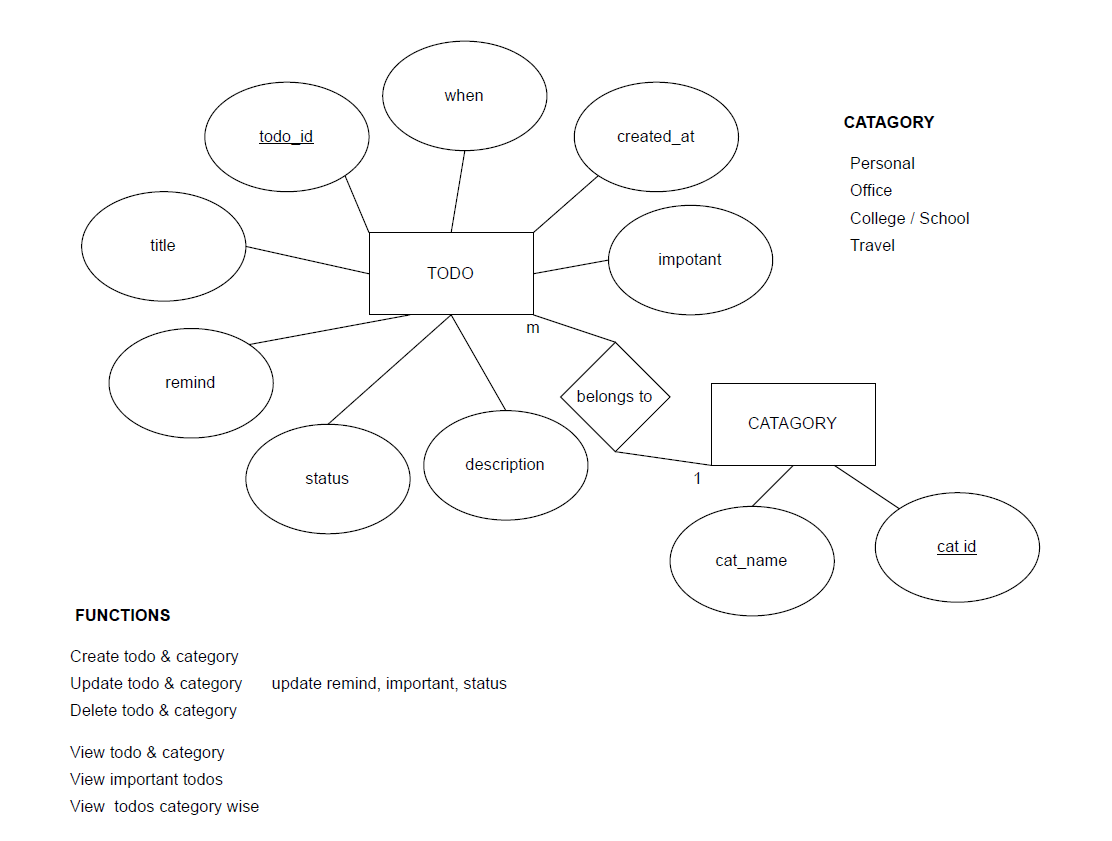 when
todo_id
created_at
CATAGORY
Personal
Office
College / School
Travel
title
TODO
impotant
m
remind
belongs to
CATAGORY
status
description
1
cat_name
cat id
FUNCTIONS
Create todo & category
Update todo & category update remind, important, status
Delete todo & category
View todo & category
View important todos
View todos category wise